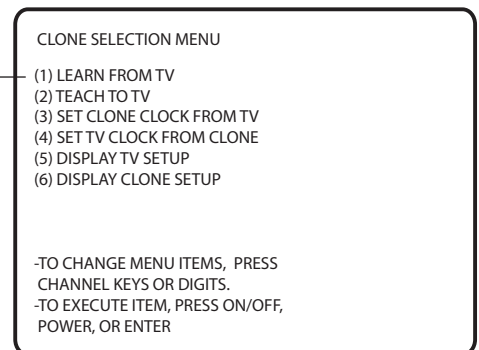 CLONE SELECTION MENU
(1) LEARN FROM TV
(2) TEACH TO TV
(3) SET CLONE CLOCK FROM TV
(4) SET TV CLOCK FROM CLONE
(5) DISPLAY TV SETUP
(6) DISPLAY CLONE SETUP
-TO CHANGE MENU ITEMS, PRESS
CHANNEL KEYS OR DIGITS.
-TO EXECUTE ITEM, PRESS ON/OFF,
POWER, OR ENTER